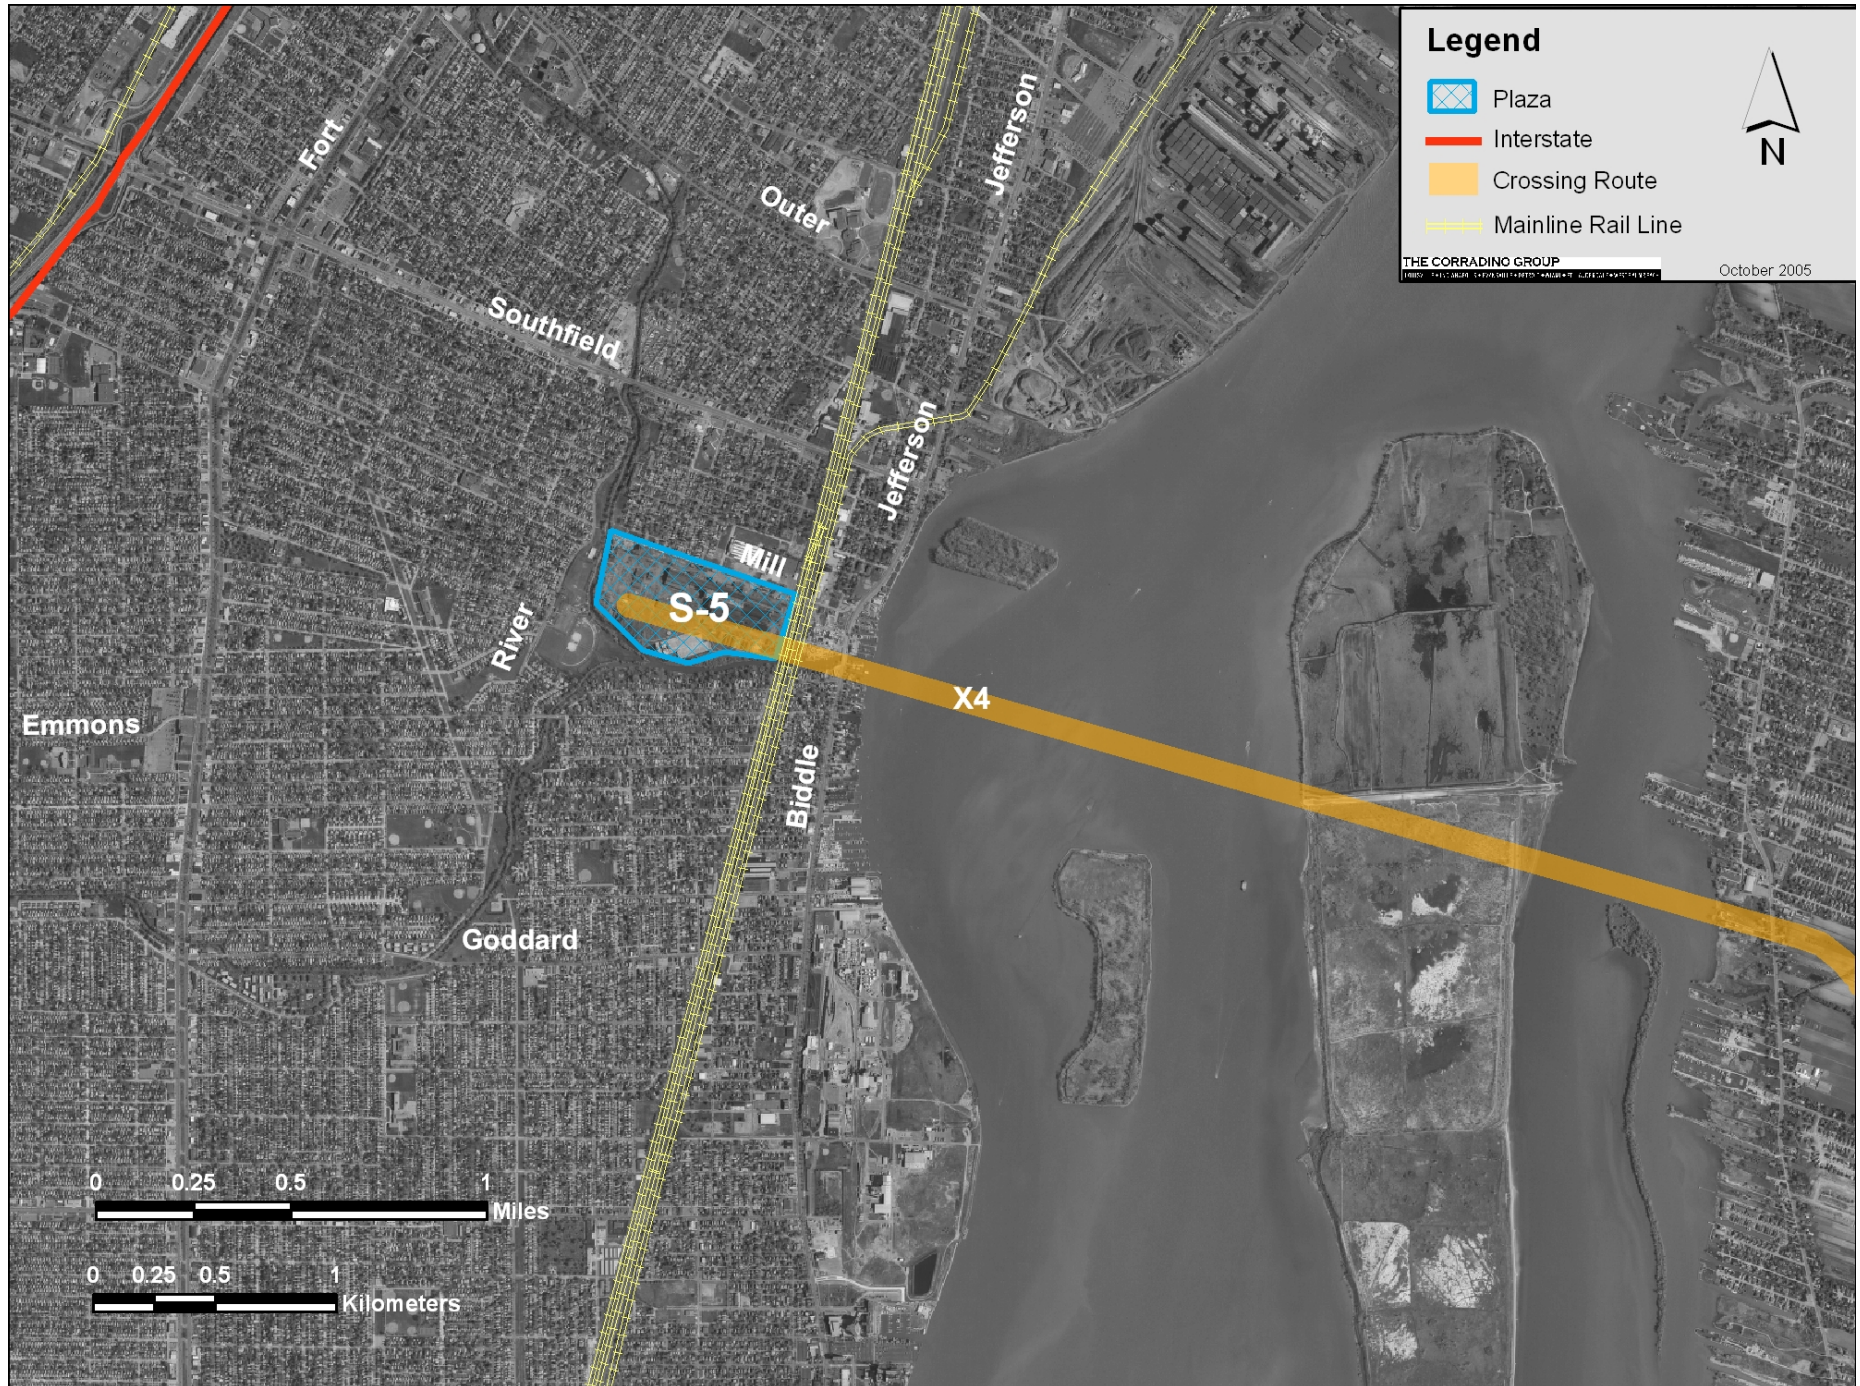 Legend
Plaza
Interstate
Crossing Route
Mainline Rail Line
N
THE CORRADINO GROUP
October 2005
Fort
Jefferson
Outer
Southfield
Jefferson
Mill
S-5
River
X4
Emmons
Biddle
Goddard
0 0.25 0.5 1
Miles
0 0.25 0.5 1
Kilometers